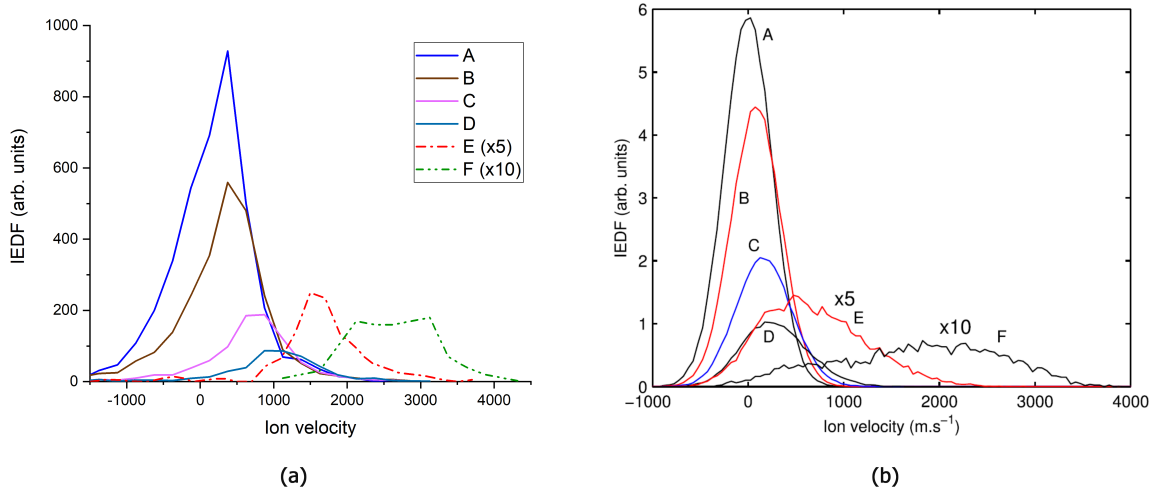 1000
800
600
400
200
0
IEDF (arb. units)
-1000
0
1000
2000
3000
4000
Ion velocity
A
B
C
D
E (x5)
F (x10)
(a)
6
5
4
3
2
1
0
IEDF (arb. units)
A
B
C
D
x5
E
x10
F
−1000
0
1000
2000
3000
4000
Ion velocity (m.s⁻¹)
(b)